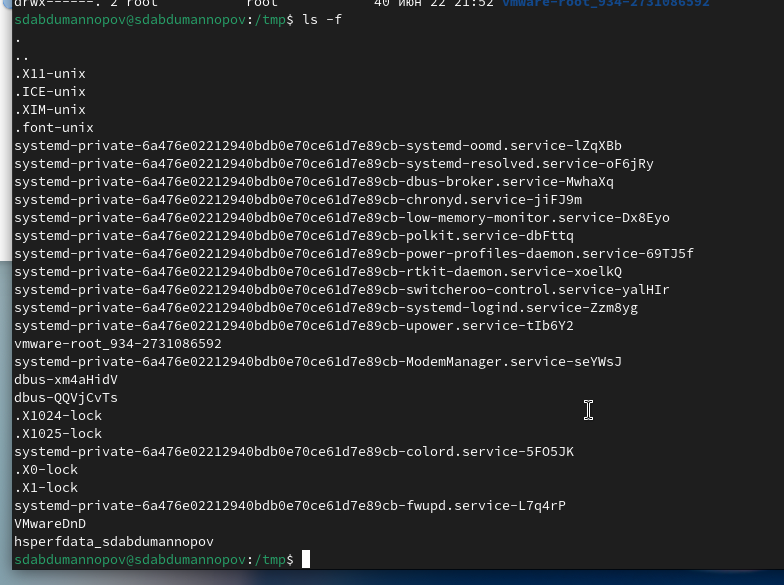 drwx------. 2 root root 40 июн 22 21:52 vmware-root_934-2731086592
sdabdumannopov@sdabdumannopov:/tmp$ ls -f
.
..
.X11-unix
.ICE-unix
.XIM-unix
.font-unix
systemd-private-6a476e02212940bdb0e70ce61d7e89cb-systemd-oomd.service-lZqXBb
systemd-private-6a476e02212940bdb0e70ce61d7e89cb-systemd-resolved.service-oF6jRy
systemd-private-6a476e02212940bdb0e70ce61d7e89cb-dbus-broker.service-MwhaXq
systemd-private-6a476e02212940bdb0e70ce61d7e89cb-chronyd.service-jiFJ9m
systemd-private-6a476e02212940bdb0e70ce61d7e89cb-low-memory-monitor.service-Dx8Eyo
systemd-private-6a476e02212940bdb0e70ce61d7e89cb-polkit.service-dbFttq
systemd-private-6a476e02212940bdb0e70ce61d7e89cb-power-profiles-daemon.service-69TJ5f
systemd-private-6a476e02212940bdb0e70ce61d7e89cb-rtkit-daemon.service-xoelkQ
systemd-private-6a476e02212940bdb0e70ce61d7e89cb-switcheroo-control.service-yalHIr
systemd-private-6a476e02212940bdb0e70ce61d7e89cb-systemd-logind.service-Zzm8yg
systemd-private-6a476e02212940bdb0e70ce61d7e89cb-upower.service-tIb6Y2
vmware-root_934-2731086592
systemd-private-6a476e02212940bdb0e70ce61d7e89cb-ModemManager.service-seYWsJ
dbus-xm4aHidV
dbus-QQVjCvTs
.X1024-lock
.X1025-lock
systemd-private-6a476e02212940bdb0e70ce61d7e89cb-colord.service-5FO5JK
.X0-lock
.X1-lock
systemd-private-6a476e02212940bdb0e70ce61d7e89cb-fwupd.service-L7q4rP
VMwareDnD
hsperfdata_sdabdumannopov
sdabdumannopov@sdabdumannopov:/tmp$